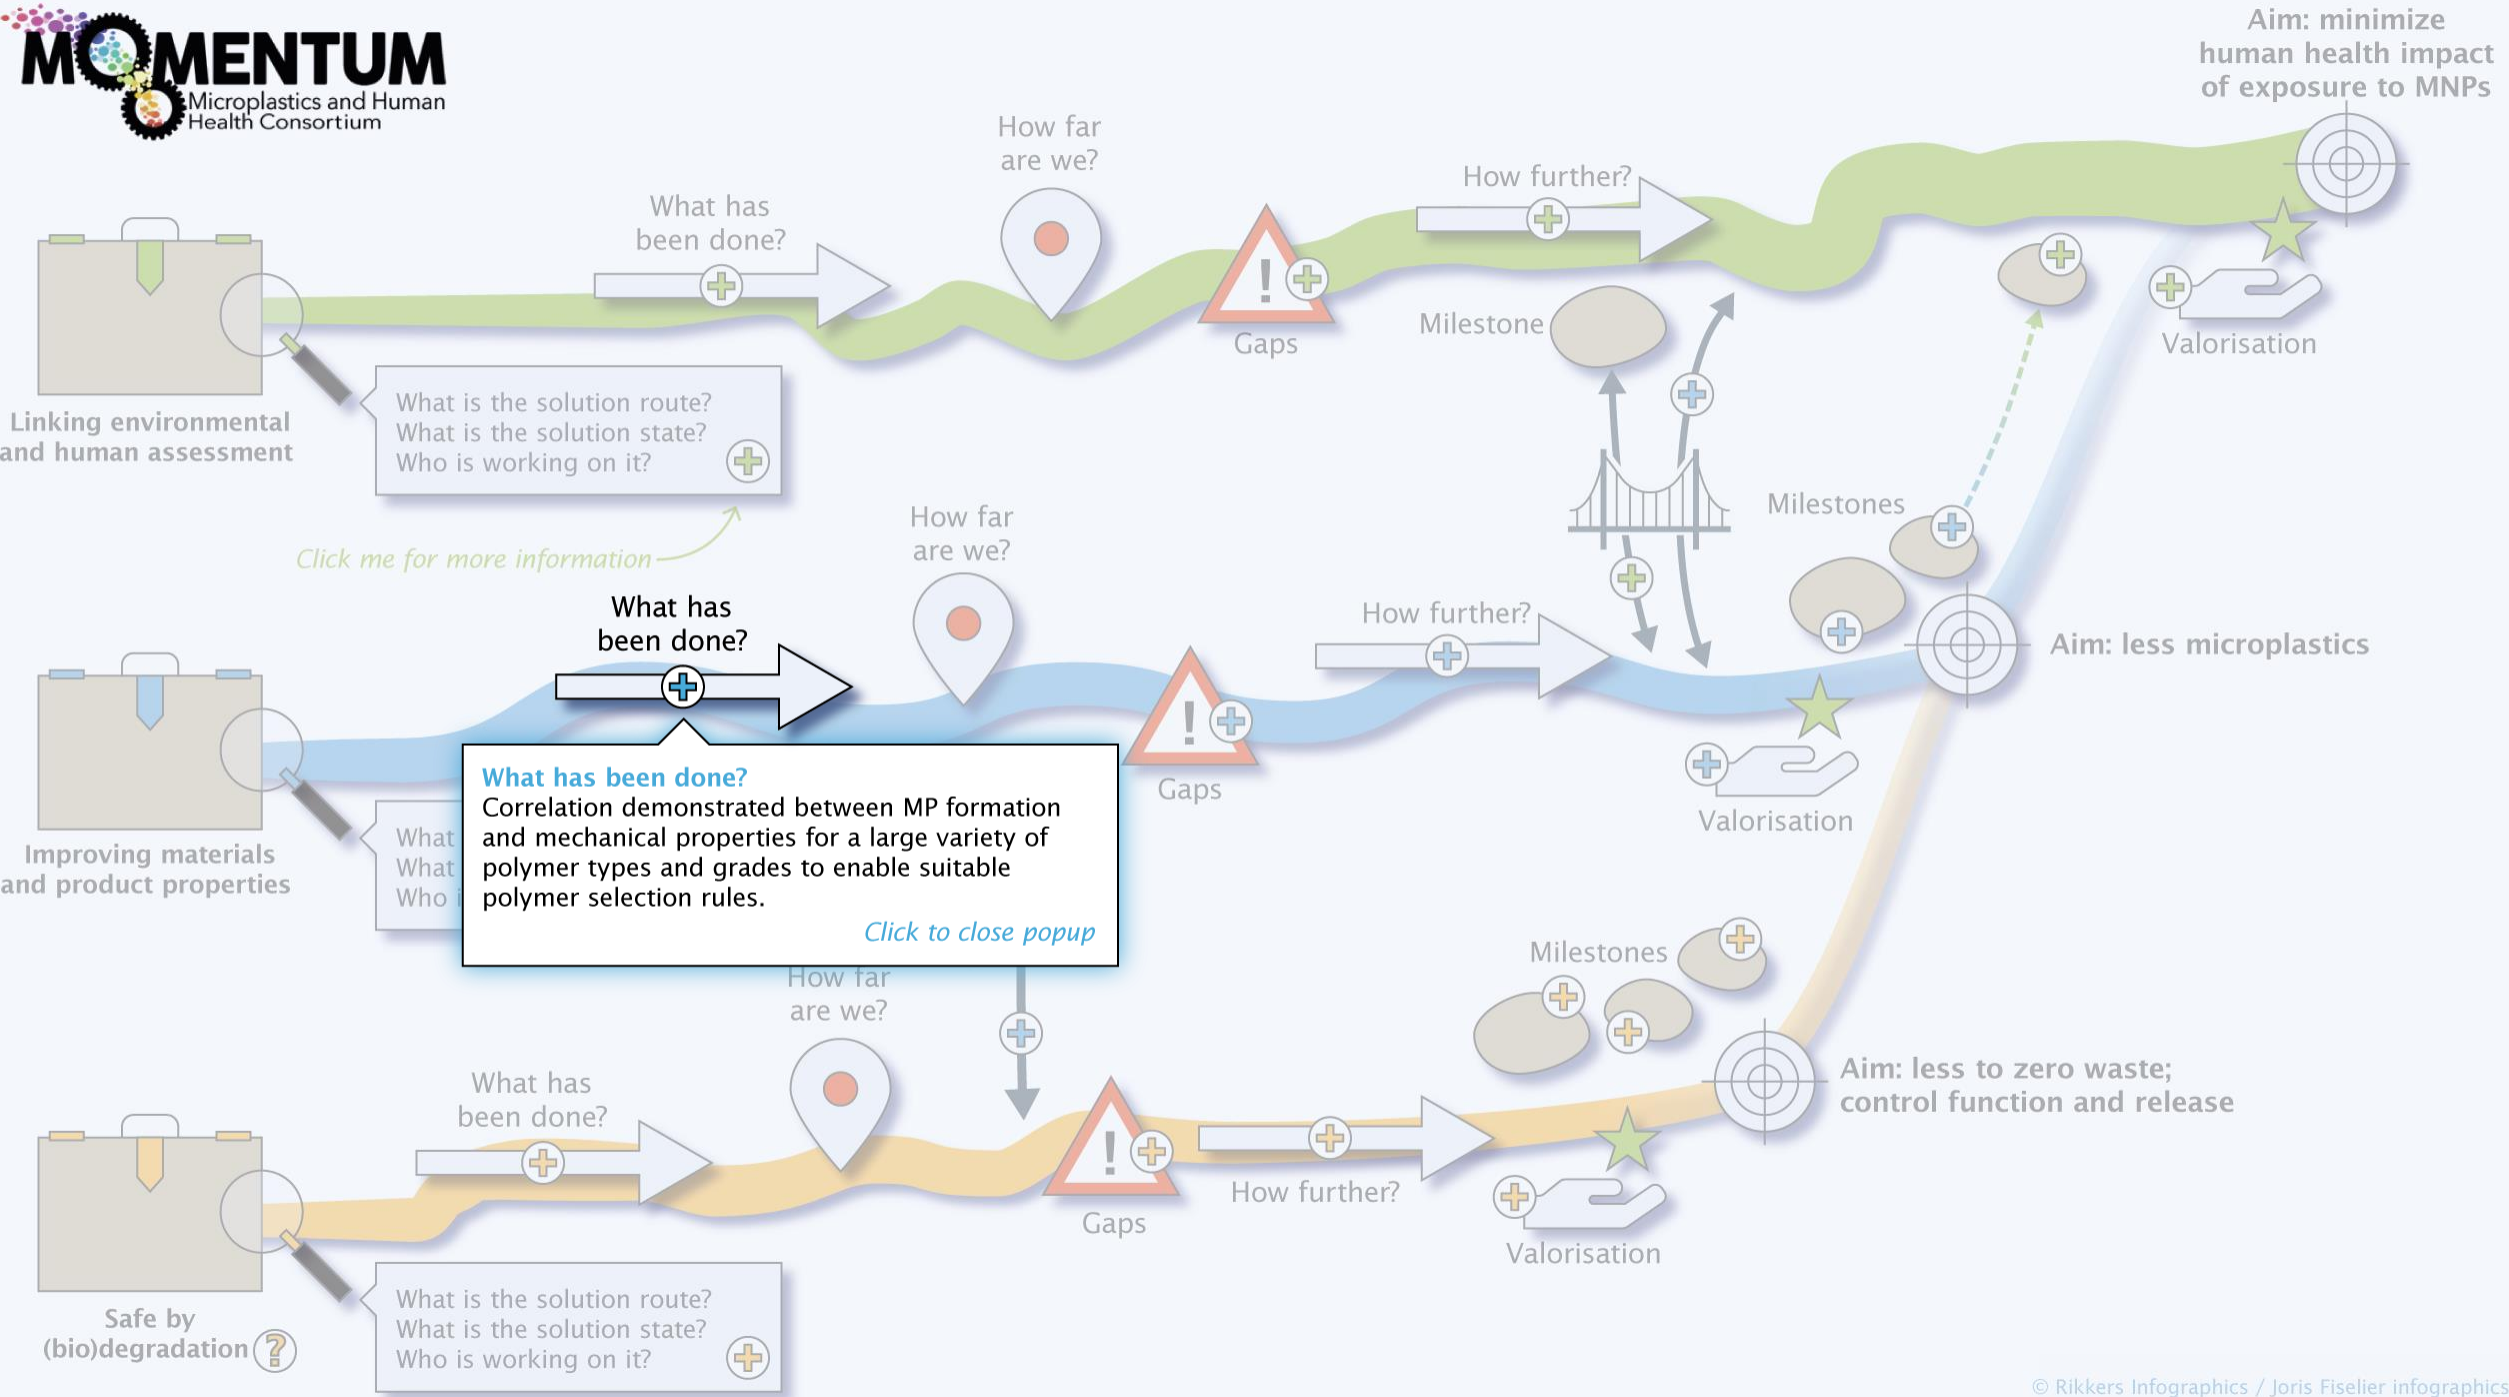 MOMENTUM
Microplastics and Human
Health Consortium
Aim: minimize
human health impact
of exposure to MNPs
How far
are we?
What has
been done?
How further?
Gaps
Milestone
Valorisation
Linking environmental
and human assessment
What is the solution route?
What is the solution state?
Who is working on it?
Click me for more information
How far
are we?
What has
been done?
How further?
Milestones
Aim: less microplastics
Gaps
Valorisation
Improving materials
and product properties
What
What
Who i
What has been done?
Correlation demonstrated between MP formation
and mechanical properties for a large variety of
polymer types and grades to enable suitable
polymer selection rules.
Click to close popup
How far
are we?
What has
been done?
Milestones
Aim: less to zero waste;
control function and release
Gaps
How further?
Valorisation
Safe by
(bio)degradation ?
What is the solution route?
What is the solution state?
Who is working on it?
© Rikkers Infographics / Joris Fiselier infographics